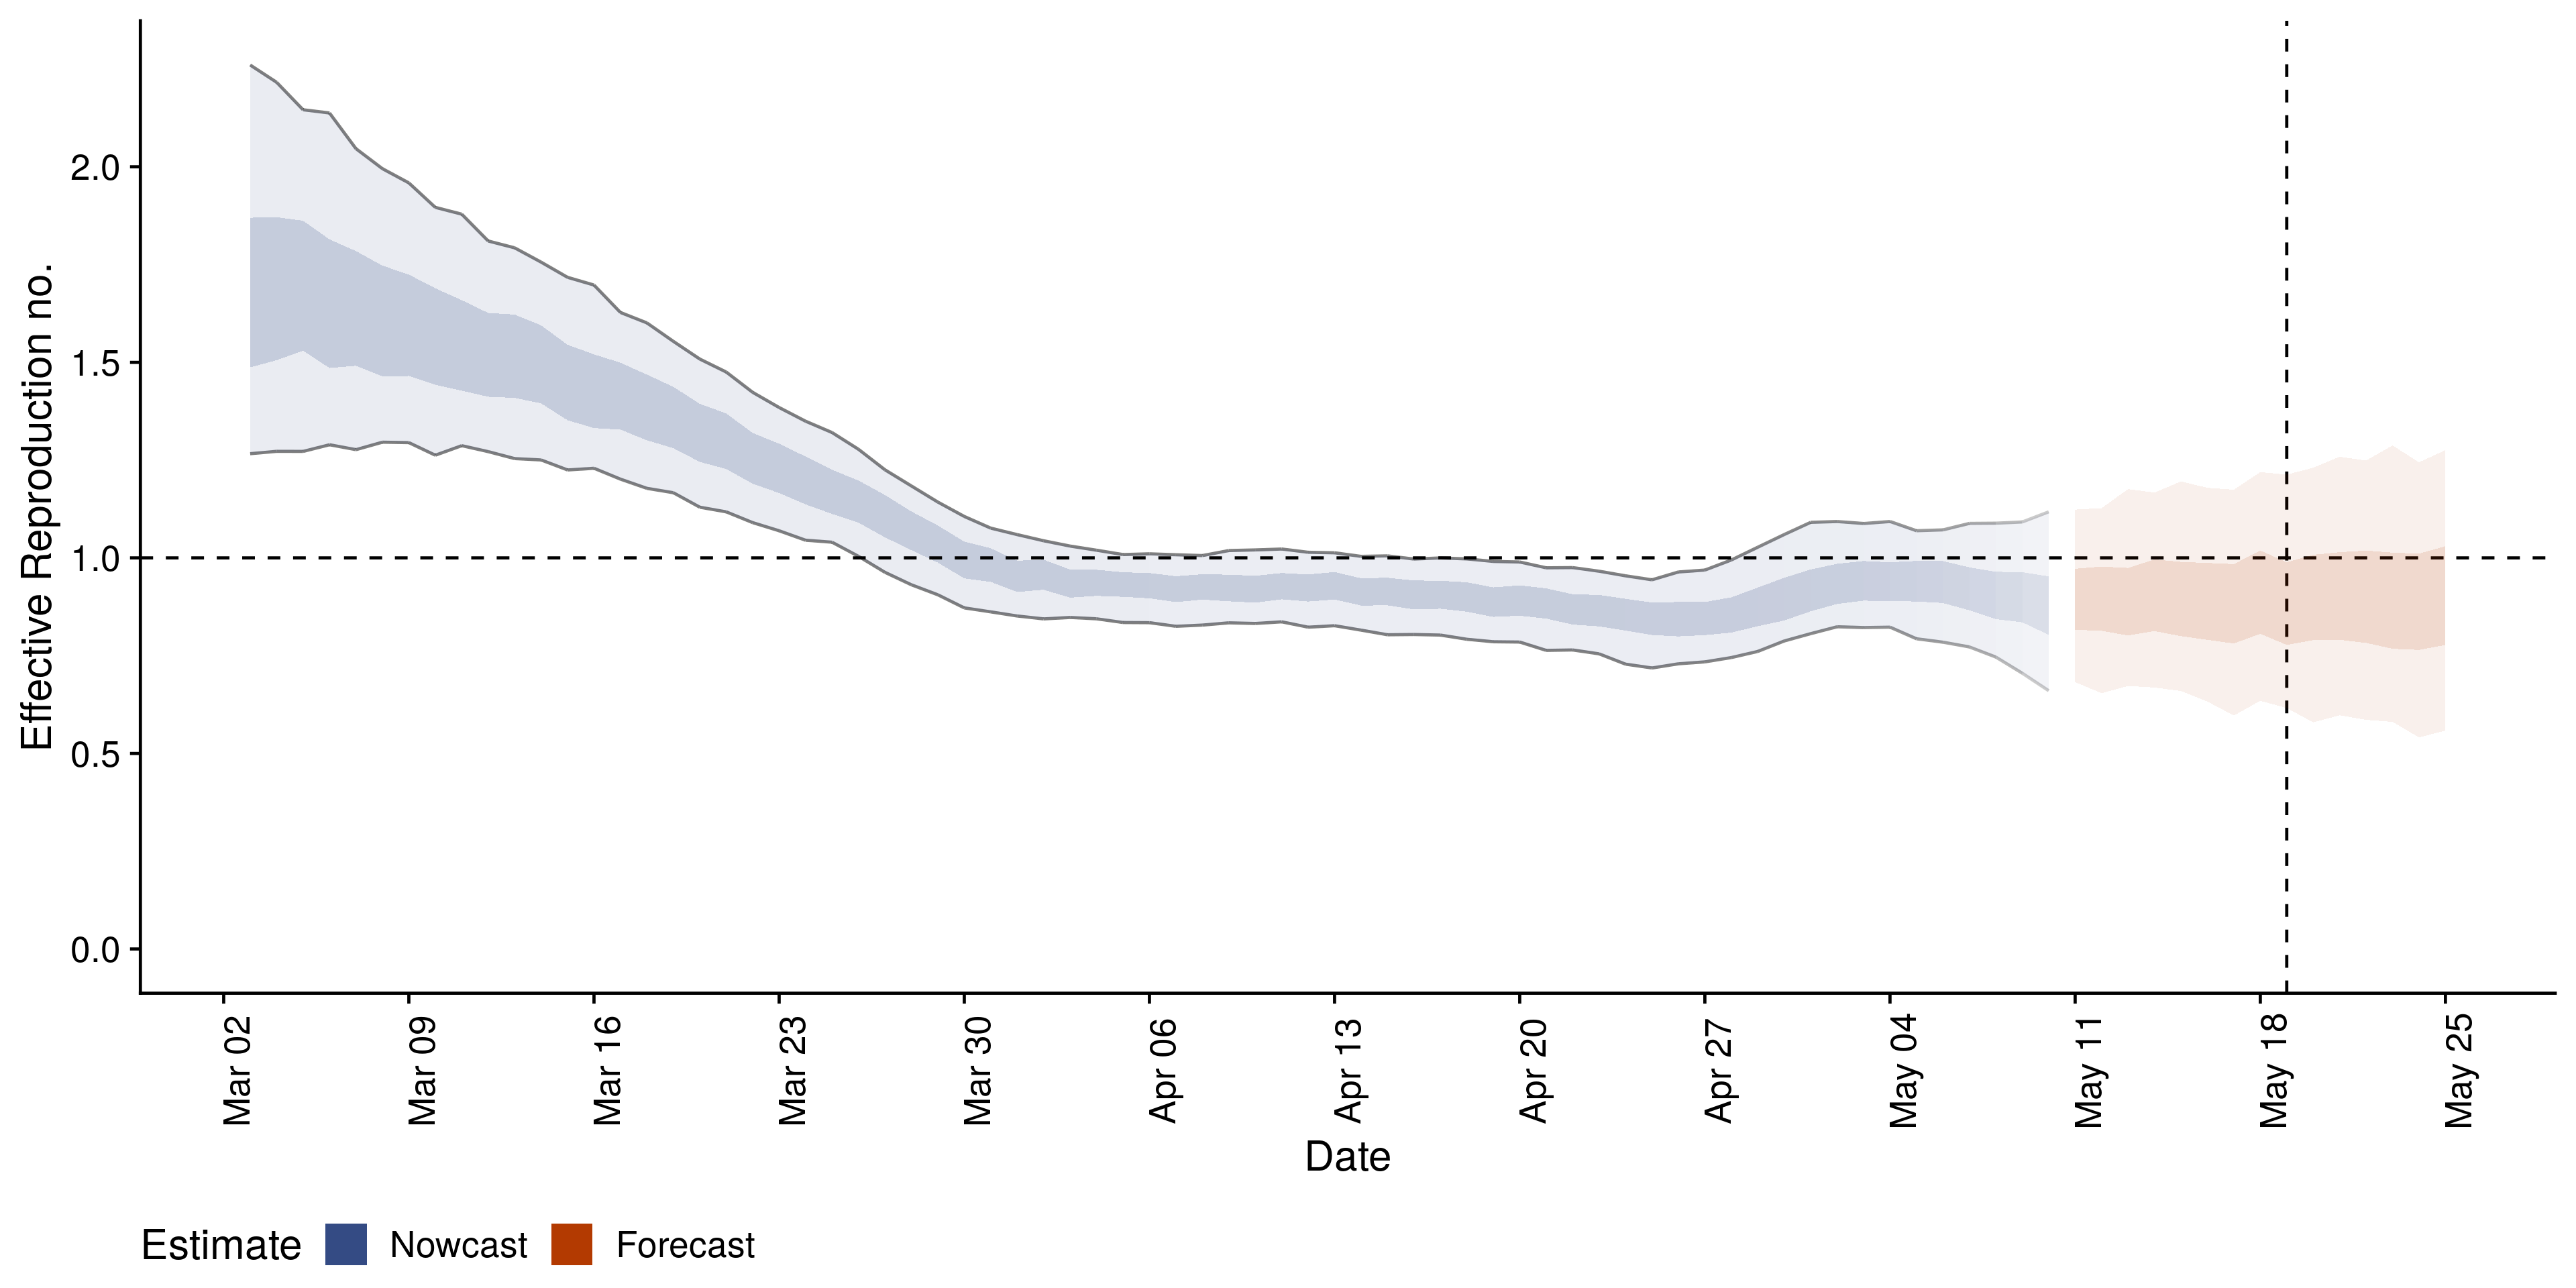 Effective Reproduction no.
2.0
1.5
1.0
0.5
0.0
Mar 02
Mar 09
Mar 16
Mar 23
Mar 30
Apr 06
Apr 13
Apr 20
Apr 27
May 04
May 11
May 18
May 25
Date
Estimate Nowcast Forecast